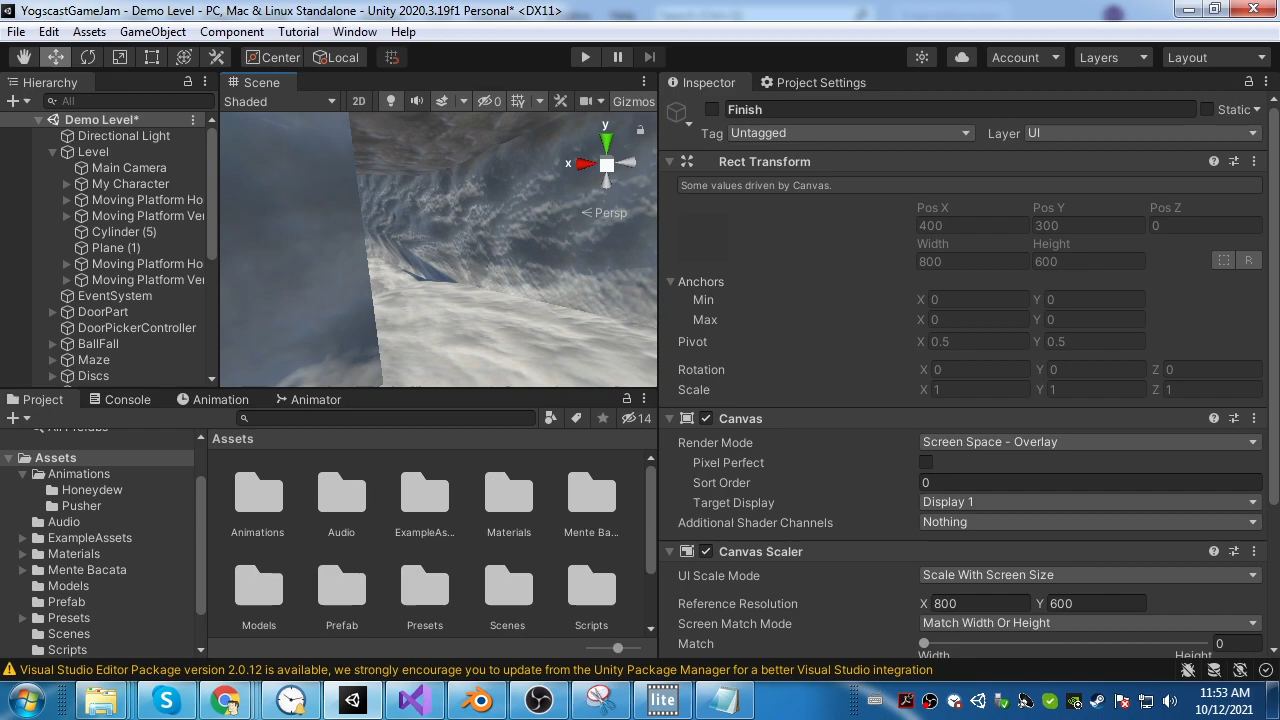 YogscastGameJam - Demo Level - PC, Mac & Linux Standalone - Unity 2020.3.19f1 Personal* <DX11>
File Edit Assets GameObject Component Tutorial Window Help
Center Local Account Layers Layout
Hierarchy
All
Demo Level*
Directional Light
Level
Main Camera
My Character
Moving Platform Ho
Moving Platform Ver
Cylinder (5)
Plane (1)
Moving Platform Ho
Moving Platform Ver
EventSystem
DoorPart
DoorPickerController
BallFall
Maze
Discs
Scene
Shaded 2D 0 Gizmos
y
x
Persp
Inspector Project Settings
Finish Static
Tag Untagged Layer UI
Rect Transform
Some values driven by Canvas.
Pos X Pos Y Pos Z
400 300 0
Width Height
800 600 R
Anchors
Min X 0 Y 0
Max X 0 Y 0
Pivot X 0.5 Y 0.5
Rotation X 0 Y 0 Z 0
Scale X 1 Y 1 Z 1
Canvas
Render Mode Screen Space - Overlay
Pixel Perfect
Sort Order 0
Target Display Display 1
Additional Shader Channels Nothing
Canvas Scaler
UI Scale Mode Scale With Screen Size
Reference Resolution X 800 Y 600
Screen Match Mode Match Width Or Height
Match 0
Width Height
Project Console Animation Animator
14
Assets
Animations
Honeydew
Pusher
Audio
ExampleAssets
Materials
Mente Bacata
Models
Prefab
Presets
Scenes
Scripts
Assets
Animations Audio ExampleAs... Materials Mente Ba...
Models Prefab Presets Scenes Scripts
Visual Studio Editor Package version 2.0.12 is available, we strongly encourage you to update from the Unity Package Manager for a better Visual Studio integration
lite
11:53 AM
10/12/2021